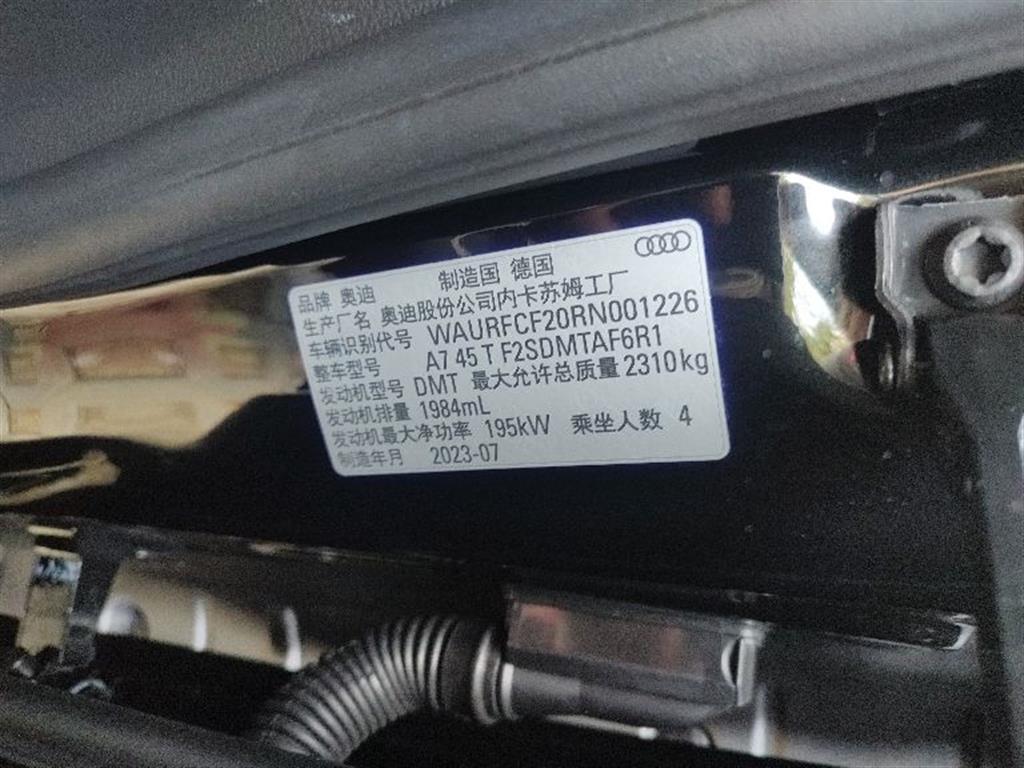 品牌 奥迪 制造国 德国
生产厂名 奥迪股份公司内卡苏姆工厂
车辆识别代号 WAURFCF20RN001226
整车型号 A7 45 T F2SDMTAF6R1
发动机型号 DMT 最大允许总质量 2310kg
发动机排量 1984mL
发动机最大净功率 195kW 乘坐人数 4
制造年月 2023-07